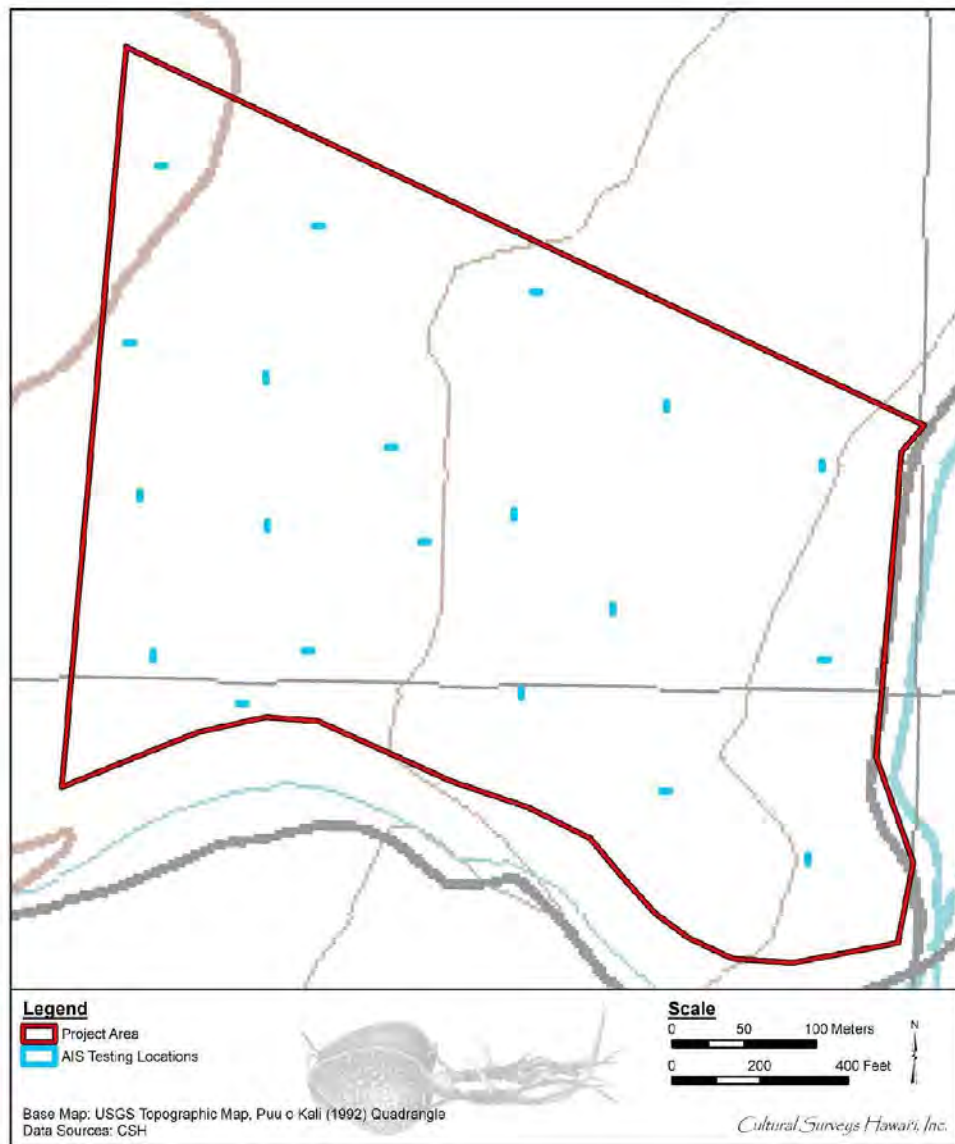 Legend
Project Area
AIS Testing Locations
Base Map: USGS Topographic Map, Puu o Kali (1992) Quadrangle
Data Sources: CSH
Scale
0 50 100 Meters
0 200 400 Feet
N
Cultural Surveys Hawai'i, Inc.